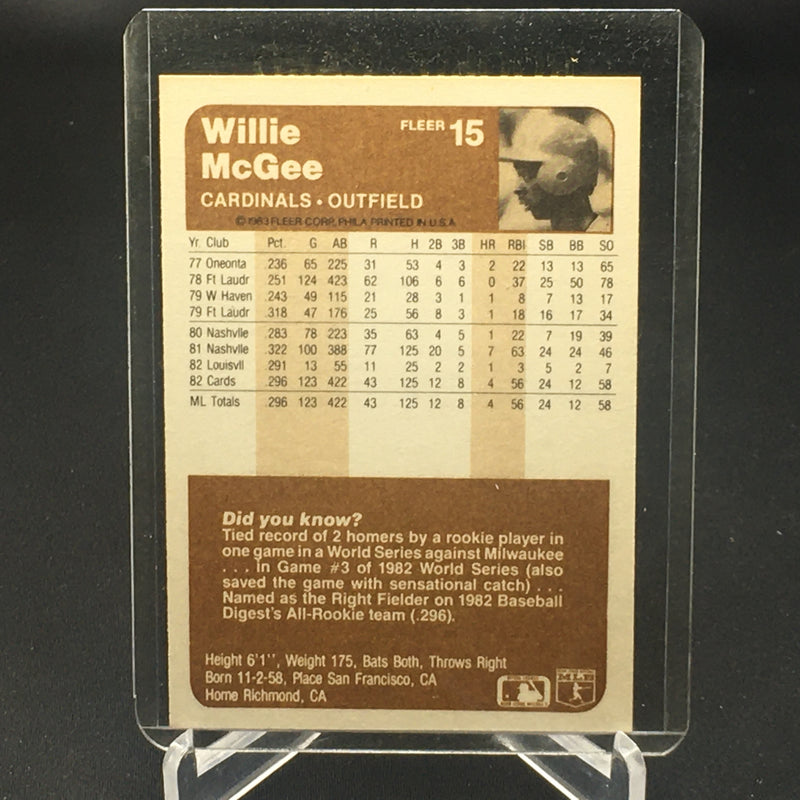 Willie
McGee
FLEER 15
CARDINALS • OUTFIELD
© 1983 FLEER CORP. PHILA PRINTED IN U.S.A.
Yr. Club Pct. G AB R H 2B 3B HR RBI SB BB SO
77 Oneonta .236 65 225 31 53 4 3 2 22 13 13 65
78 Ft Laudr .251 124 423 62 106 6 6 0 37 25 50 78
79 W Haven .243 49 115 21 28 3 1 1 8 7 13 17
79 Ft Laudr .318 47 176 25 56 8 3 1 18 16 17 34
80 Nashvlle .283 78 223 35 63 4 5 1 22 7 19 39
81 Nashvlle .322 100 388 77 125 20 5 7 63 24 24 46
82 Louisvll .291 13 55 11 25 2 2 1 3 5 2 7
82 Cards .296 123 422 43 125 12 8 4 56 24 12 58
ML Totals .296 123 422 43 125 12 8 4 56 24 12 58
Did you know?
Tied record of 2 homers by a rookie player in
one game in a World Series against Milwaukee
. . . in Game #3 of 1982 World Series (also
saved the game with sensational catch) . . .
Named as the Right Fielder on 1982 Baseball
Digest's All-Rookie team (.296).
Height 6'1'', Weight 175, Bats Both, Throws Right
Born 11-2-58, Place San Francisco, CA
Home Richmond, CA